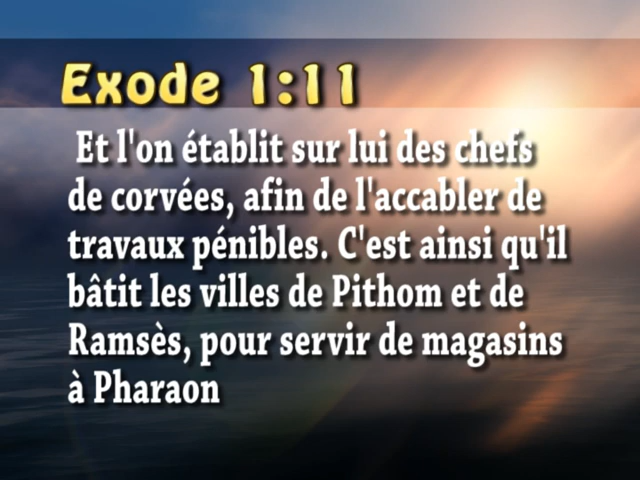 Exode 1:11
Et l'on établit sur lui des chefs
de corvées, afin de l'accabler de
travaux pénibles. C'est ainsi qu'il
bâtit les villes de Pithom et de
Ramsès, pour servir de magasins
à Pharaon